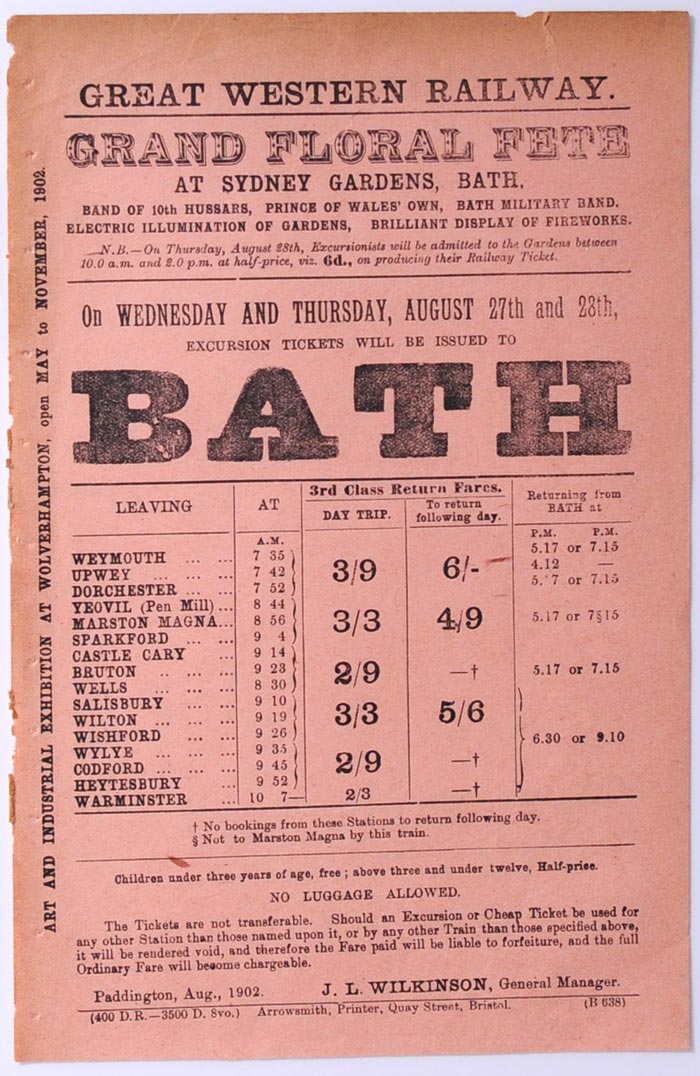 GREAT WESTERN RAILWAY.
GRAND FLORAL FETE
AT SYDNEY GARDENS, BATH.
BAND OF 10th HUSSARS, PRINCE OF WALES' OWN, BATH MILITARY BAND.
ELECTRIC ILLUMINATION OF GARDENS, BRILLIANT DISPLAY OF FIREWORKS.
N.B.—On Thursday, August 28th, Excursionists will be admitted to the Gardens between
10.0 a.m. and 2.0 p.m. at half-price, viz. 6d., on producing their Railway Ticket.
On WEDNESDAY AND THURSDAY, AUGUST 27th and 28th,
EXCURSION TICKETS WILL BE ISSUED TO
BATH
LEAVING AT 3rd Class Return Fares. Returning from BATH at
DAY TRIP. To return following day.
A.M. P.M. P.M.
WEYMOUTH ... ... 7 35 5.17 or 7.15
UPWEY ... ... 7 42 3/9 6/- 4.12 —
DORCHESTER ... ... 7 52 5.17 or 7.15
YEOVIL (Pen Mill)... 8 44
MARSTON MAGNA... 8 56 3/3 4/9 5.17 or 7§15
SPARKFORD ... ... 9 4
CASTLE CARY ... 9 14
BRUTON ... ... ... 9 23 2/9 —† 5.17 or 7.15
WELLS ... ... ... 8 30
SALISBURY ... ... 9 10
WILTON ... ... ... 9 19 3/3 5/6
WISHFORD ... ... 9 26
WYLYE ... ... ... 9 35 6.30 or 9.10
CODFORD ... ... ... 9 45 2/9 —†
HEYTESBURY ... 9 52
WARMINSTER ... 10 7— 2/3 —†
† No bookings from these Stations to return following day.
§ Not to Marston Magna by this train.
Children under three years of age, free; above three and under twelve, Half-price.
NO LUGGAGE ALLOWED.
The Tickets are not transferable. Should an Excursion or Cheap Ticket be used for
any other Station than those named upon it, or by any other Train than those specified above,
it will be rendered void, and therefore the Fare paid will be liable to forfeiture, and the full
Ordinary Fare will become chargeable.
Paddington, Aug., 1902. J. L. WILKINSON, General Manager.
(400 D.R.—3500 D. 8vo.) Arrowsmith, Printer, Quay Street, Bristol. (B 638)
ART AND INDUSTRIAL EXHIBITION AT WOLVERHAMPTON, open MAY to NOVEMBER, 1902.